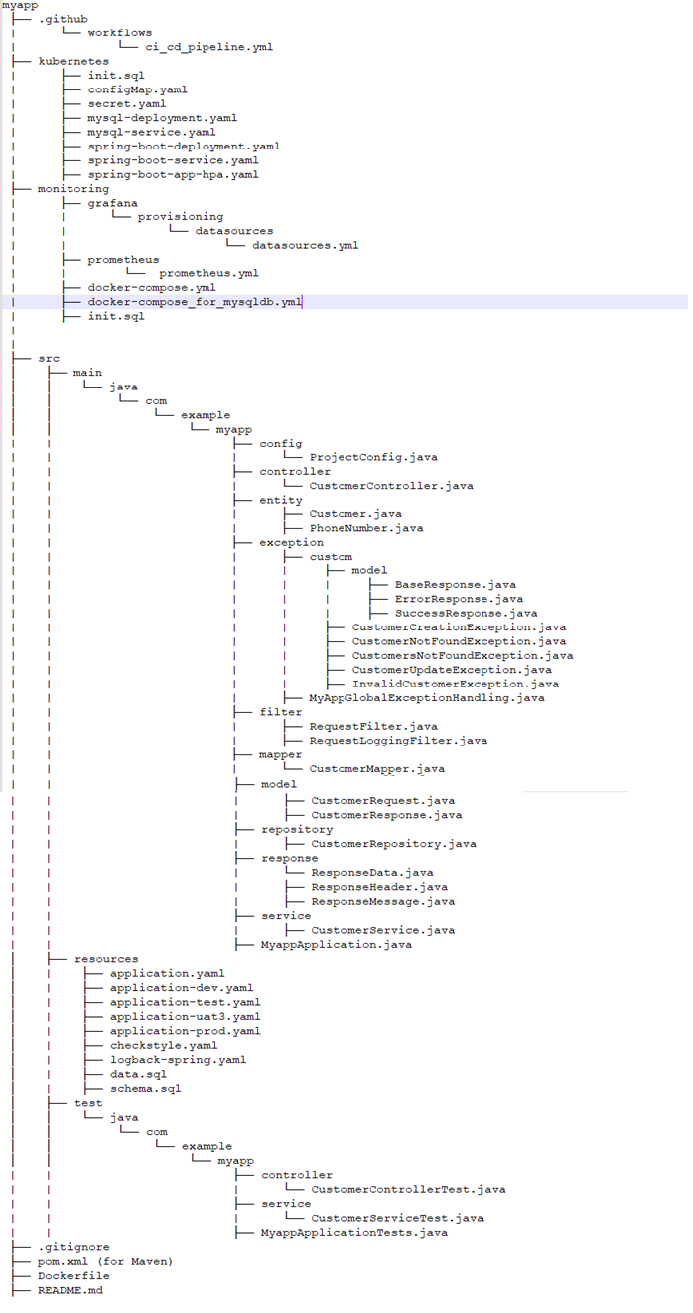 myapp
├── .github
│   └── workflows
│       └── ci_cd_pipeline.yml
├── kubernetes
│   ├── init.sql
│   ├── configMap.yaml
│   ├── secret.yaml
│   ├── mysql-deployment.yaml
│   ├── mysql-service.yaml
│   ├── spring-boot-deployment.yaml
│   ├── spring-boot-service.yaml
│   ├── spring-boot-app-hpa.yaml
├── monitoring
│   ├── grafana
│   │   └── provisioning
│   │       └── datasources
│   │           └── datasources.yml
│   ├── prometheus
│   │   └── prometheus.yml
│   ├── docker-compose.yml
│   ├── docker-compose_for_mysqldb.yml
│   ├── init.sql
│
├── src
│   ├── main
│   │   └── java
│   │       └── com
│   │           └── example
│   │               └── myapp
│   │                   ├── config
│   │                   │   └── ProjectConfig.java
│   │                   ├── controller
│   │                   │   └── CustomerController.java
│   │                   ├── entity
│   │                   │   ├── Customer.java
│   │                   │   ├── PhoneNumber.java
│   │                   ├── exception
│   │                   │   ├── custom
│   │                   │   │   ├── model
│   │                   │   │   │   ├── BaseResponse.java
│   │                   │   │   │   ├── ErrorResponse.java
│   │                   │   │   │   ├── SuccessResponse.java
│   │                   │   │   ├── CustomerCreationException.java
│   │                   │   │   ├── CustomerNotFoundException.java
│   │                   │   │   ├── CustomersNotFoundException.java
│   │                   │   │   ├── CustomerUpdateException.java
│   │                   │   │   ├── InvalidCustomerException.java
│   │                   │   ├── MyAppGlobalExceptionHandling.java
│   │                   ├── filter
│   │                   │   ├── RequestFilter.java
│   │                   │   ├── RequestLoggingFilter.java
│   │                   ├── mapper
│   │                   │   └── CustomerMapper.java
│   │                   ├── model
│   │                   │   ├── CustomerRequest.java
│   │                   │   ├── CustomerResponse.java
│   │                   ├── repository
│   │                   │   ├── CustomerRepository.java
│   │                   ├── response
│   │                   │   └── ResponseData.java
│   │                   │   ├── ResponseHeader.java
│   │                   │   ├── ResponseMessage.java
│   │                   ├── service
│   │                   │   ├── CustomerService.java
│   │                   ├── MyappApplication.java
│   ├── resources
│   │   ├── application.yaml
│   │   ├── application-dev.yaml
│   │   ├── application-test.yaml
│   │   ├── application-uat3.yaml
│   │   ├── application-prod.yaml
│   │   ├── checkstyle.yaml
│   │   ├── logback-spring.yaml
│   │   ├── data.sql
│   │   ├── schema.sql
│   ├── test
│   │   └── java
│   │       └── com
│   │           └── example
│   │               └── myapp
│   │                   ├── controller
│   │                   │   └── CustomerControllerTest.java
│   │                   ├── service
│   │                   │   └── CustomerServiceTest.java
│   │                   ├── MyappApplicationTests.java
├── .gitignore
├── pom.xml (for Maven)
├── Dockerfile
├── README.md